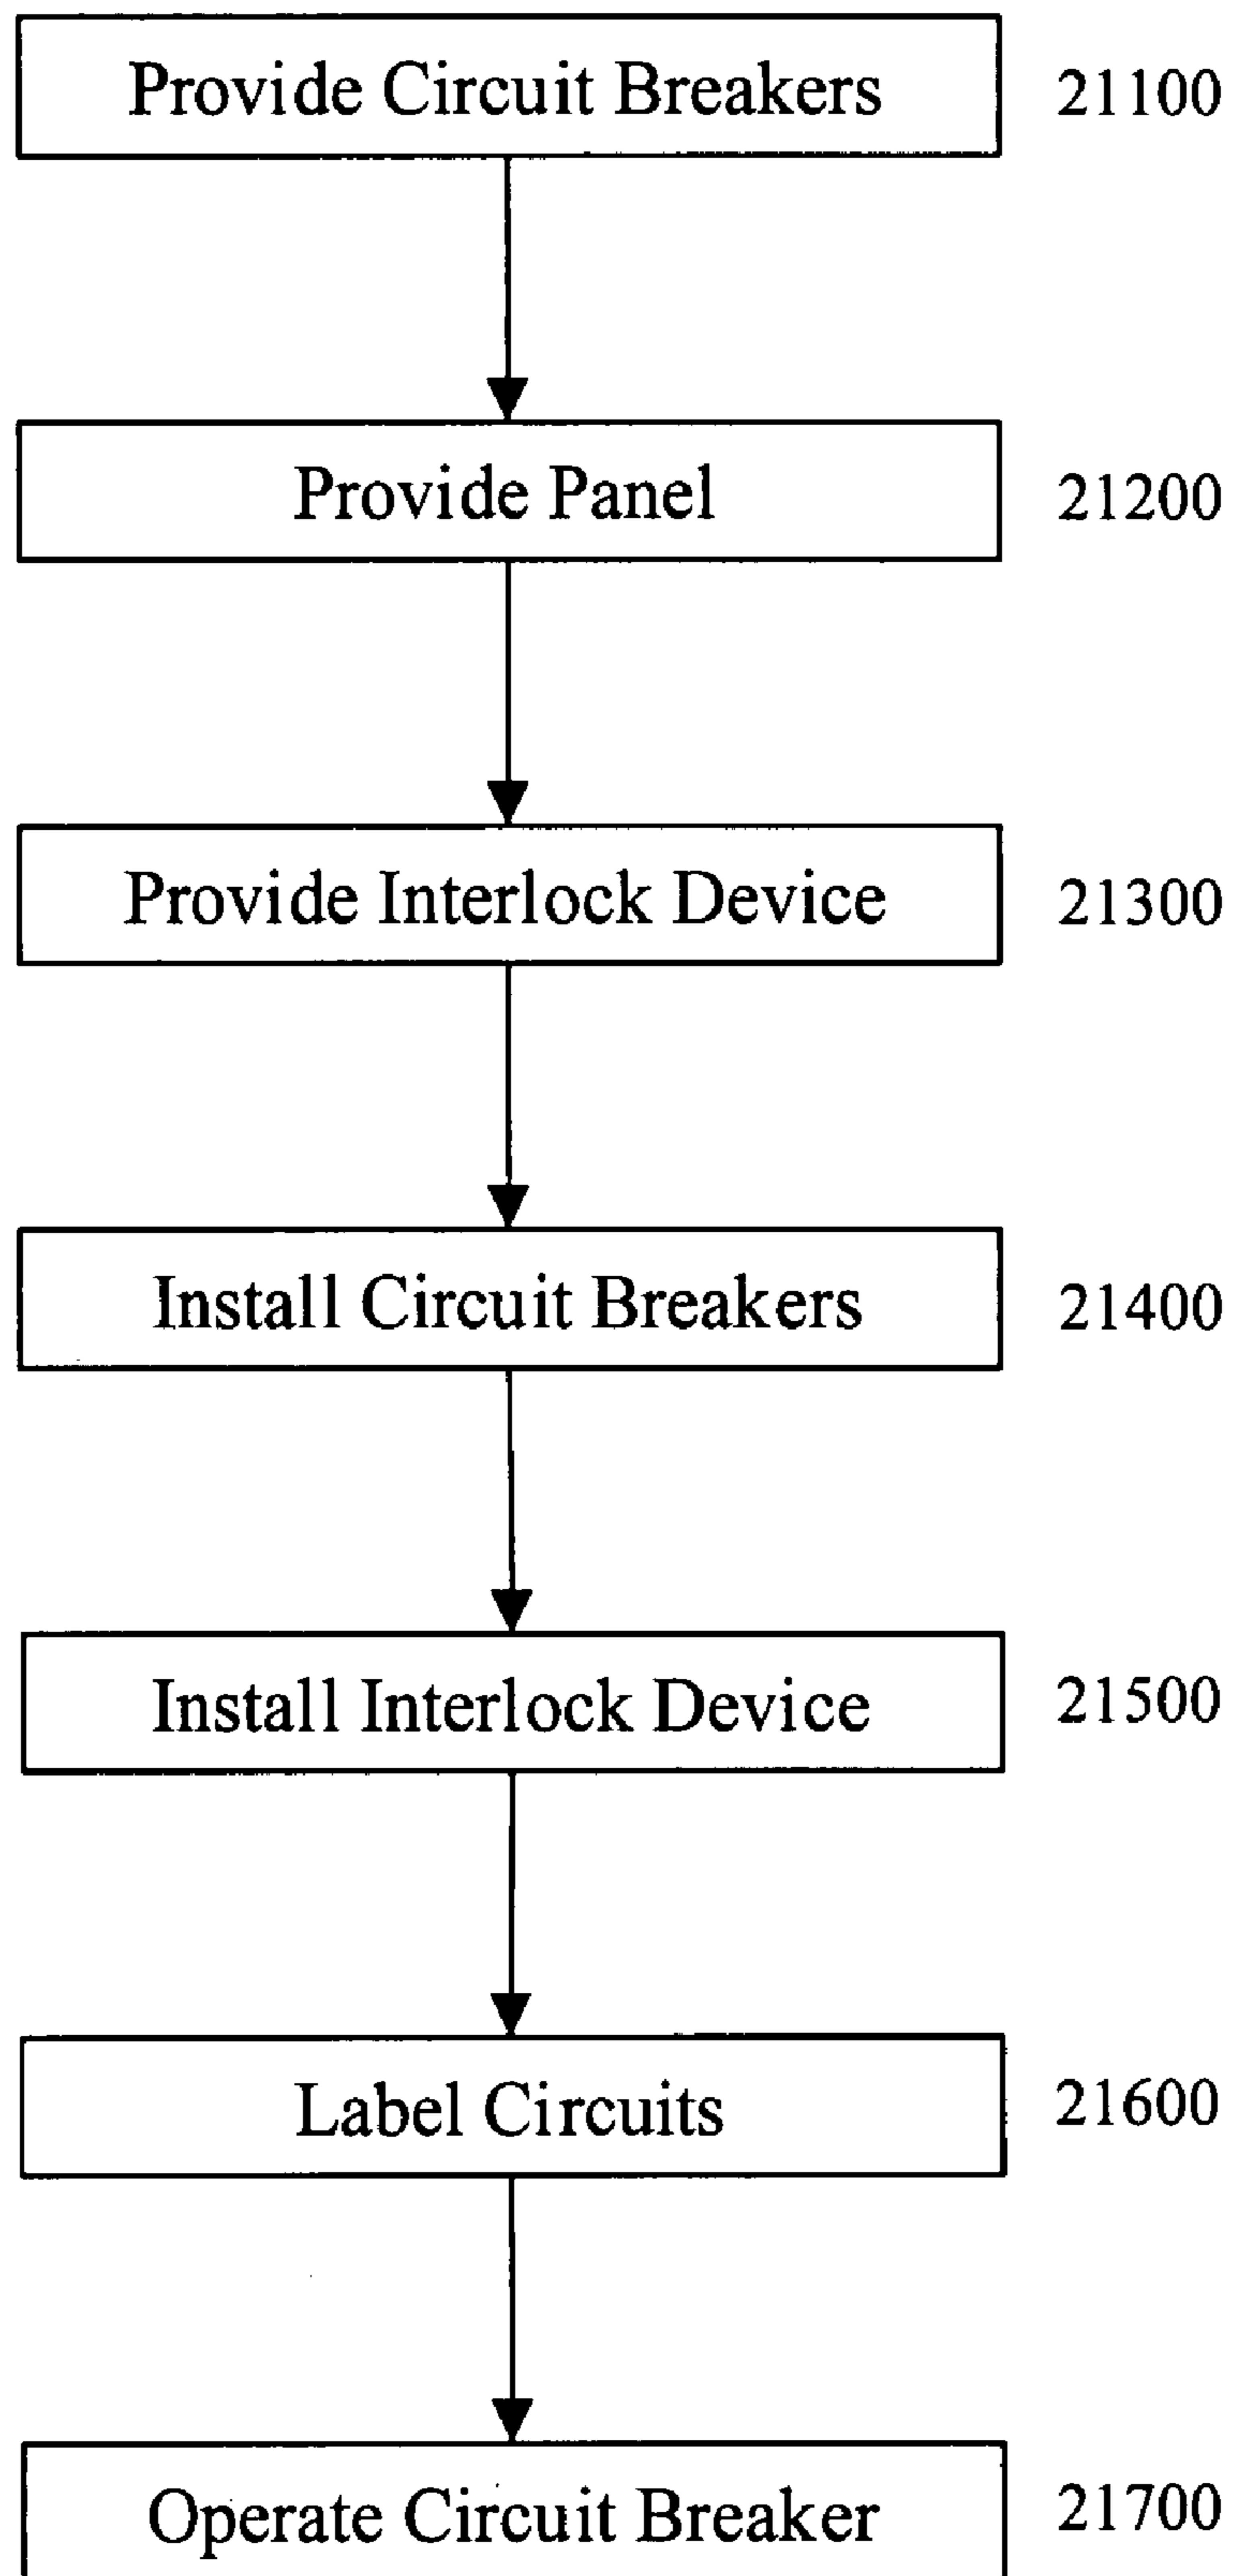 Provide Circuit Breakers 21100
Provide Panel 21200
Provide Interlock Device 21300
Install Circuit Breakers 21400
Install Interlock Device 21500
Label Circuits 21600
Operate Circuit Breaker 21700